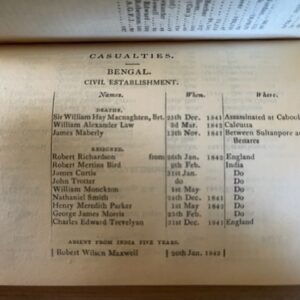 CASUALTIES.
BENGAL.
CIVIL ESTABLISHMENT.
Names. When. Where.
DEATHS.
Sir William Hay Macnaghten, Brt. 25th Dec. 1841 Assassinated at Cabool
William Alexander Law 3d Mar. 1842 Calcutta
James Maberly 13th Nov. 1841 Between Sultanpore and Benares
RESIGNED.
Robert Richardson from 26th Jan. 1842 England
Robert Mertins Bird 9th Feb. India
James Curtis 31st Jan. Do
John Trotter do Do
William Monckton 1st May Do
Nathaniel Smith 24th Dec. 1841 Do
Henry Meredith Parker 1st May 1842 Do
George James Morris 5th Feb. Do
Charles Edward Trevelyan 31st Dec. 1841 England
ABSENT FROM INDIA FIVE YEARS.
Robert Wilson Maxwell 20th Jan. 1842